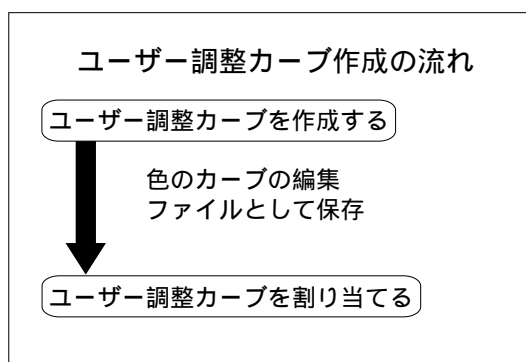 ユーザー調整カーブ作成の流れ
ユーザー調整カーブを作成する
色のカーブの編集
ファイルとして保存
ユーザー調整カーブを割り当てる